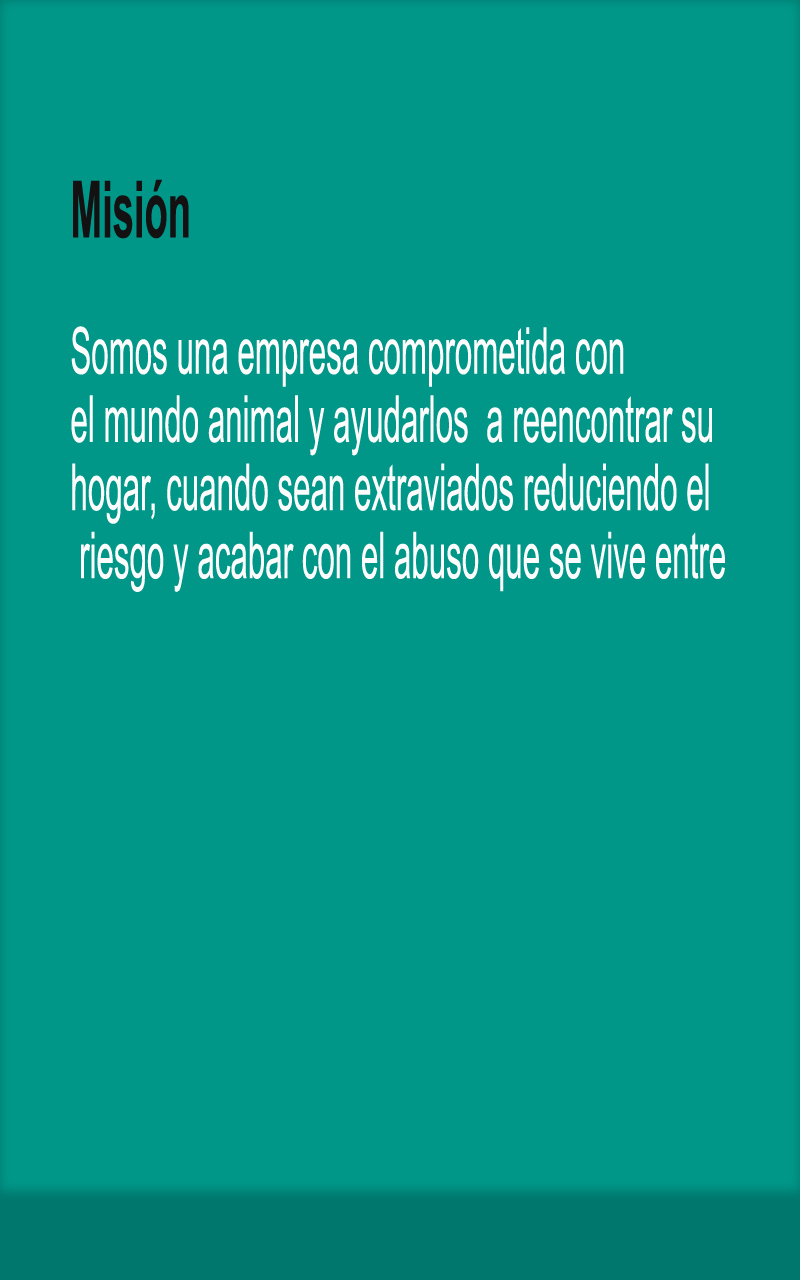 Misión
Somos una empresa comprometida con
el mundo animal y ayudarlos  a reencontrar su
hogar, cuando sean extraviados reduciendo el
riesgo y acabar con el abuso que se vive entre